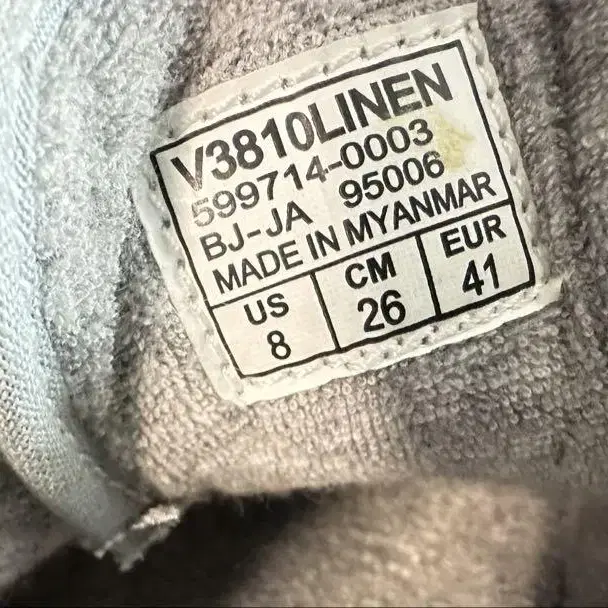 V3810LINEN
599714-0003
BJ-JA 95006
MADE IN MYANMAR
US CM EUR
8 26 41